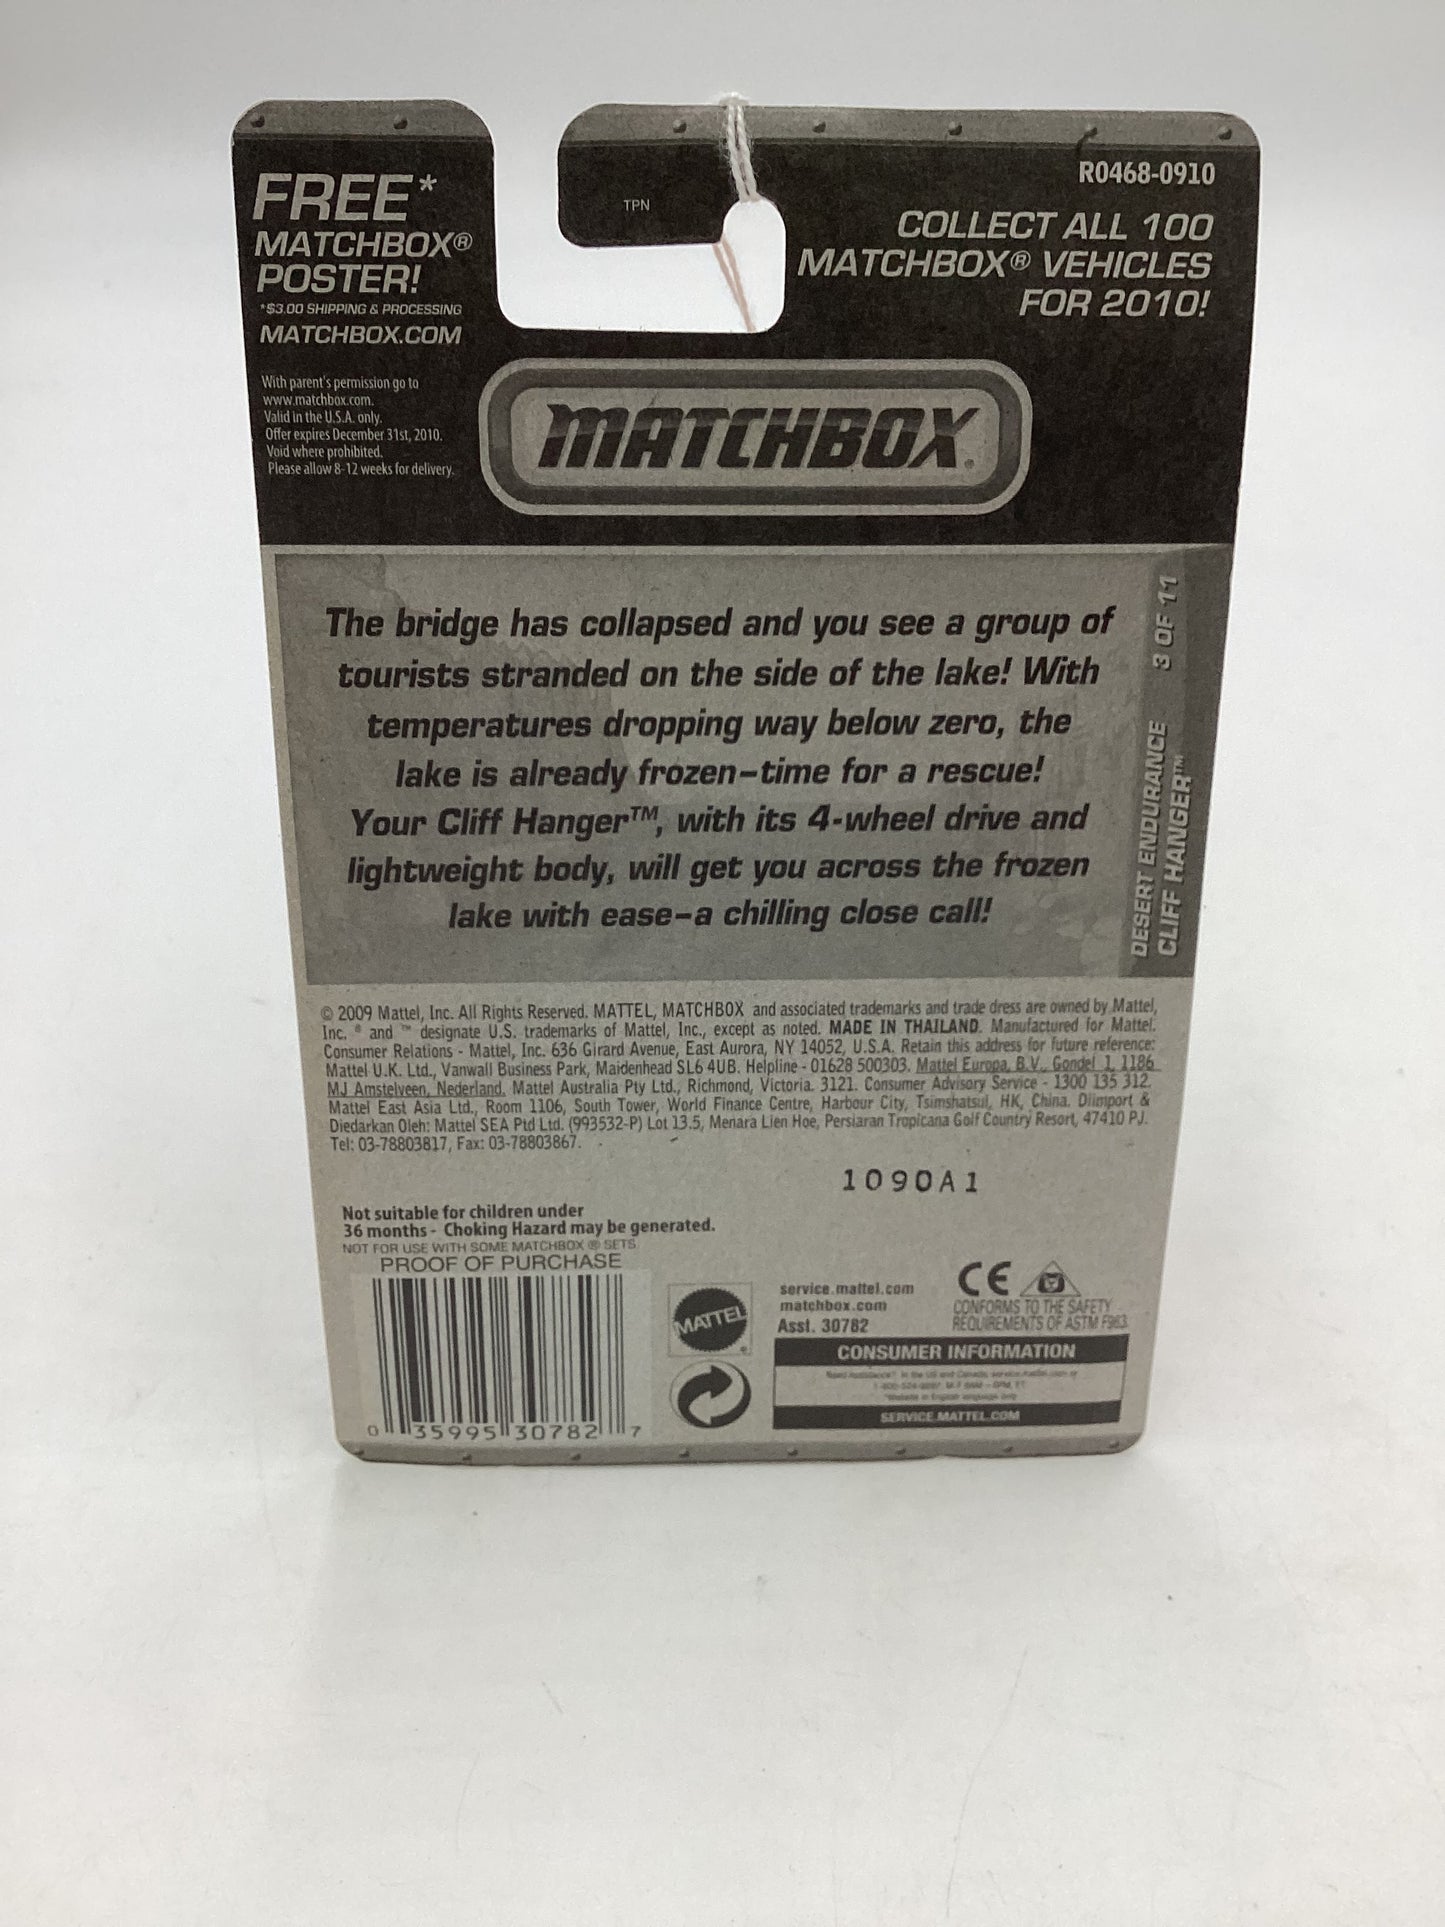 FREE*
MATCHBOX®
POSTER!
*$3.00 SHIPPING & PROCESSING
MATCHBOX.COM
With parent's permission go to
www.matchbox.com.
Valid in the U.S.A. only.
Offer expires December 31st, 2010.
Void where prohibited.
Please allow 8-12 weeks for delivery.
TPN
R0468-0910
COLLECT ALL 100
MATCHBOX® VEHICLES
FOR 2010!
MATCHBOX®
The bridge has collapsed and you see a group of
tourists stranded on the side of the lake! With
temperatures dropping way below zero, the
lake is already frozen–time for a rescue!
Your Cliff Hanger™, with its 4-wheel drive and
lightweight body, will get you across the frozen
lake with ease–a chilling close call!
DESERT ENDURANCE 3 OF 11
CLIFF HANGER™
© 2009 Mattel, Inc. All Rights Reserved. MATTEL, MATCHBOX and associated trademarks and trade dress are owned by Mattel,
Inc. ® and ™ designate U.S. trademarks of Mattel, Inc., except as noted. MADE IN THAILAND. Manufactured for Mattel.
Consumer Relations - Mattel, Inc. 636 Girard Avenue, East Aurora, NY 14052, U.S.A. Retain this address for future reference:
Mattel U.K. Ltd., Vanwall Business Park, Maidenhead SL6 4UB. Helpline - 01628 500303. Mattel Europa, B.V., Gondel 1, 1186
MJ Amstelveen, Nederland. Mattel Australia Pty Ltd., Richmond, Victoria. 3121. Consumer Advisory Service - 1300 135 312.
Mattel East Asia Ltd., Room 1106, South Tower, World Finance Centre, Harbour City, Tsimshatsui, HK, China. Diimport &
Diedarkan Oleh: Mattel SEA Ptd Ltd. (993532-P) Lot 13.5, Menara Lien Hoe, Persiaran Tropicana Golf Country Resort, 47410 PJ.
Tel: 03-78803817, Fax: 03-78803867.
1090A1
Not suitable for children under
36 months - Choking Hazard may be generated.
NOT FOR USE WITH SOME MATCHBOX ® SETS
PROOF OF PURCHASE
0 35995 30782 7
MATTEL®
service.mattel.com
matchbox.com
Asst. 30782
CE
CONFORMS TO THE SAFETY
REQUIREMENTS OF ASTM F963
CONSUMER INFORMATION
Need Assistance? In the US and Canada, service.mattel.com or
SERVICE.MATTEL.COM